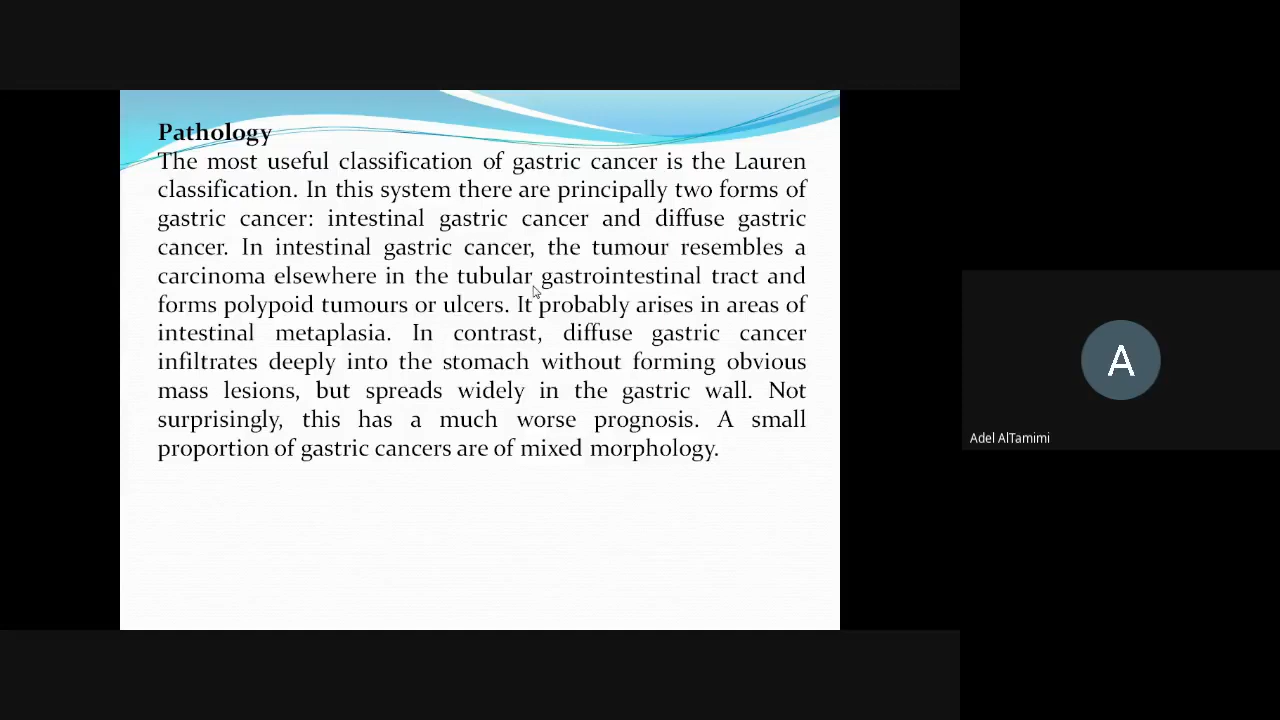 Pathology
The most useful classification of gastric cancer is the Lauren
classification. In this system there are principally two forms of
gastric cancer: intestinal gastric cancer and diffuse gastric
cancer. In intestinal gastric cancer, the tumour resembles a
carcinoma elsewhere in the tubular gastrointestinal tract and
forms polypoid tumours or ulcers. It probably arises in areas of
intestinal metaplasia. In contrast, diffuse gastric cancer
infiltrates deeply into the stomach without forming obvious
mass lesions, but spreads widely in the gastric wall. Not
surprisingly, this has a much worse prognosis. A small
proportion of gastric cancers are of mixed morphology.
A
Adel AlTamimi